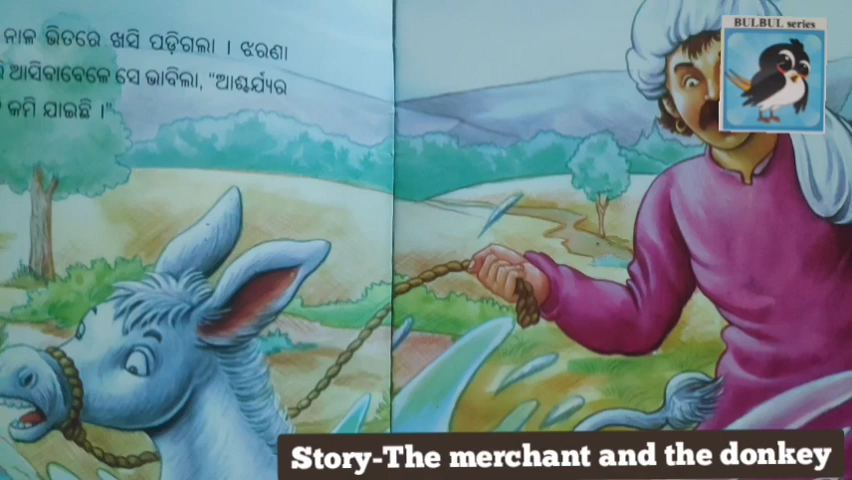 ନାଳ ଭିତରେ ଖସି ପଡ଼ିଗଲା । ଝରଣା
ଆସିବାବେଳେ ସେ ଭାବିଲା, “ଆଶ୍ଚର୍ଯ୍ୟର
କମି ଯାଇଛି ।”
BULBUL series
Story-The merchant and the donkey